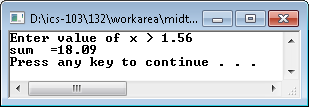 D:\ics-103\132\workarea\midt...
Enter value of x > 1.56
sum  =18.09
Press any key to continue . . .